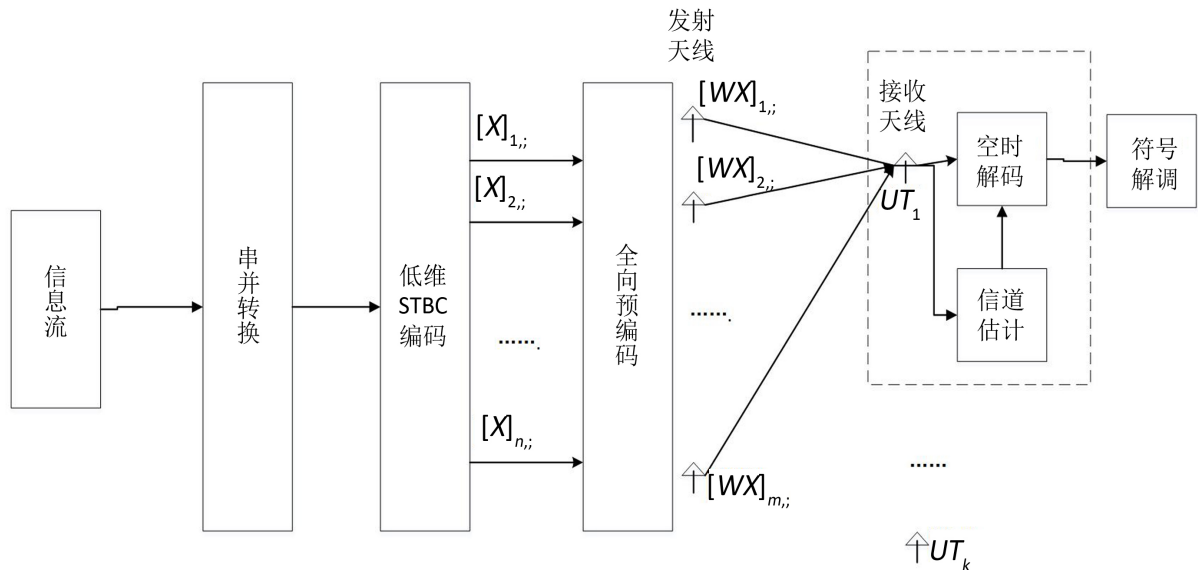 信息流
串并转换
低维
STBC
编码
[X]1,;
[X]2,;
…….
[X]n,;
全向预编码
发射
天线
[WX]1,;
[WX]2,;
…….
[WX]m,;
接收
天线
UT1
空时
解码
信道
估计
符号
解调
……
UTk